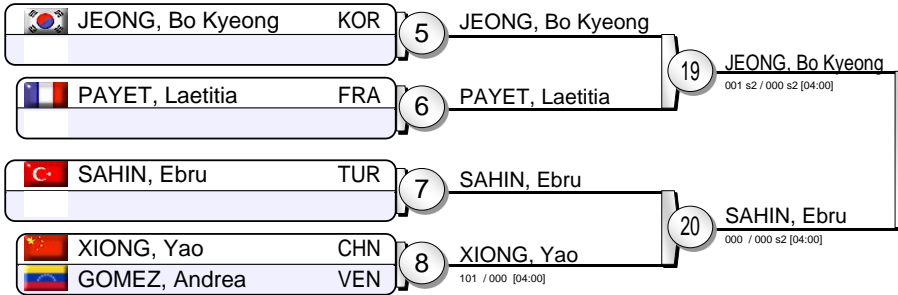 JEONG, Bo Kyeong KOR
5
JEONG, Bo Kyeong
19
JEONG, Bo Kyeong
001 s2 / 000 s2 [04:00]
PAYET, Laetitia FRA
6
PAYET, Laetitia
SAHIN, Ebru TUR
7
SAHIN, Ebru
20
SAHIN, Ebru
000 / 000 s2 [04:00]
XIONG, Yao CHN
GOMEZ, Andrea VEN
8
XIONG, Yao
101 / 000 [04:00]